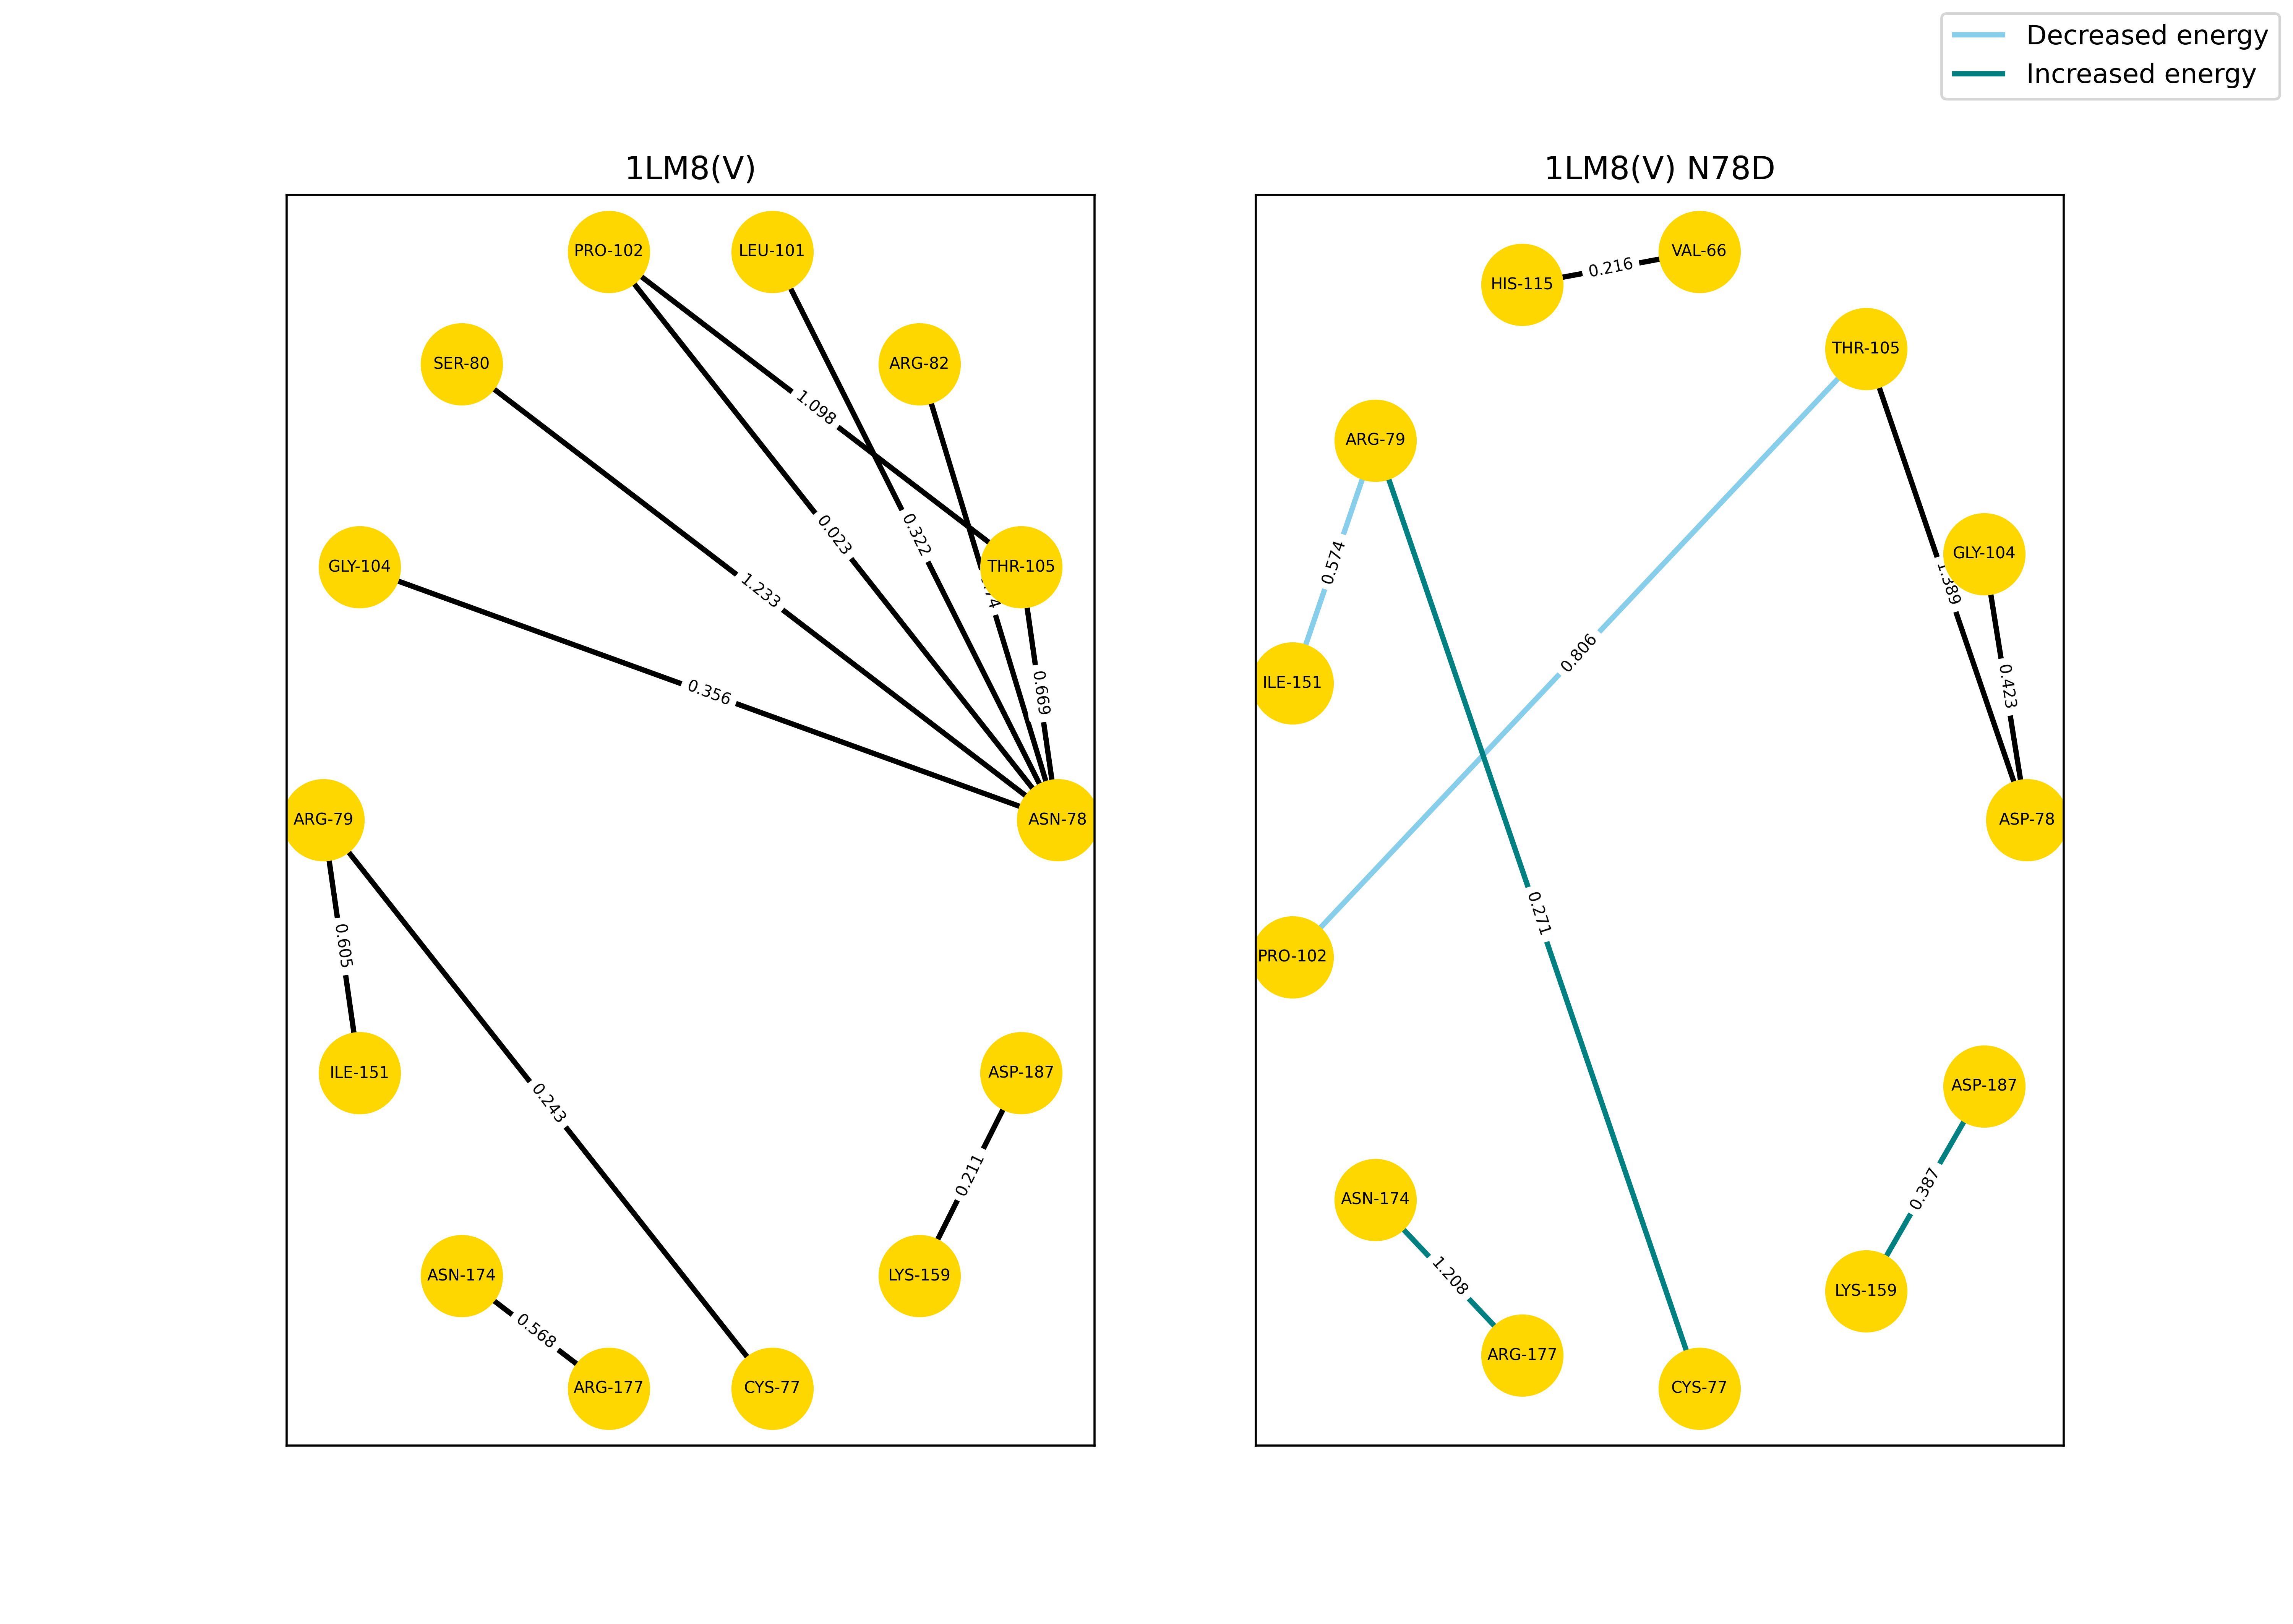 Decreased energy
Increased energy
1LM8(V)
PRO-102
LEU-101
SER-80
ARG-82
1.098
0.023
0.322
GLY-104
THR-105
1.233
0.669
0.356
ARG-79
ASN-78
0.605
ILE-151
ASP-187
0.243
0.211
ASN-174
LYS-159
0.568
ARG-177
CYS-77
1LM8(V) N78D
VAL-66
HIS-115
0.216
THR-105
ARG-79
GLY-104
0.574
1.389
0.806
ILE-151
0.423
ASP-78
0.271
PRO-102
ASP-187
ASN-174
0.387
1.208
LYS-159
ARG-177
CYS-77